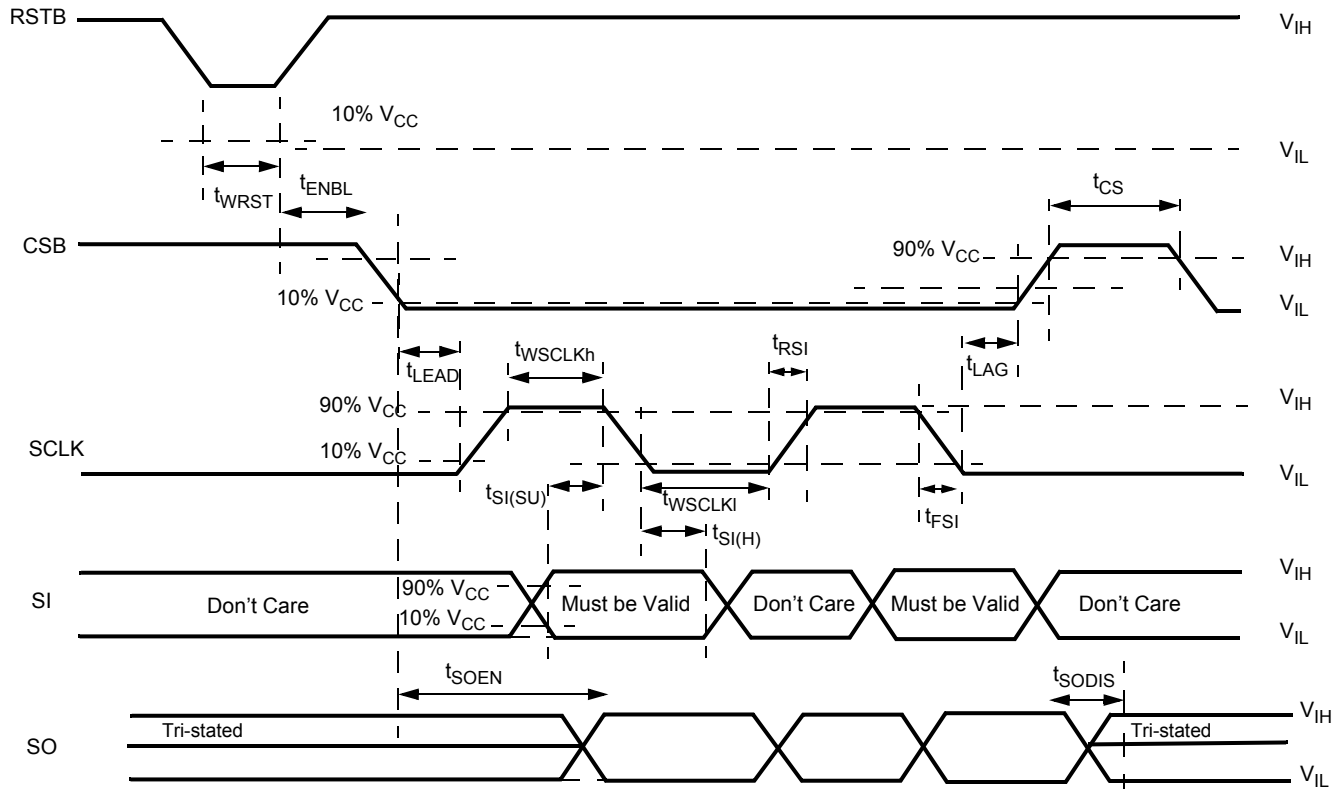 RSTB
V_IH
10% V_CC
V_IL
t_WRST
t_ENBL
t_CS
CSB
90% V_CC
V_IH
10% V_CC
V_IL
t_LEAD
t_WSCLKh
t_RSI
t_LAG
90% V_CC
V_IH
SCLK
10% V_CC
V_IL
t_SI(SU)
t_WSCLKl
t_FSI
t_SI(H)
SI
V_IH
90% V_CC
Don't Care
Must be Valid
Don't Care
Must be Valid
Don't Care
10% V_CC
V_IL
t_SOEN
t_SODIS
V_IH
Tri-stated
Tri-stated
SO
V_IL